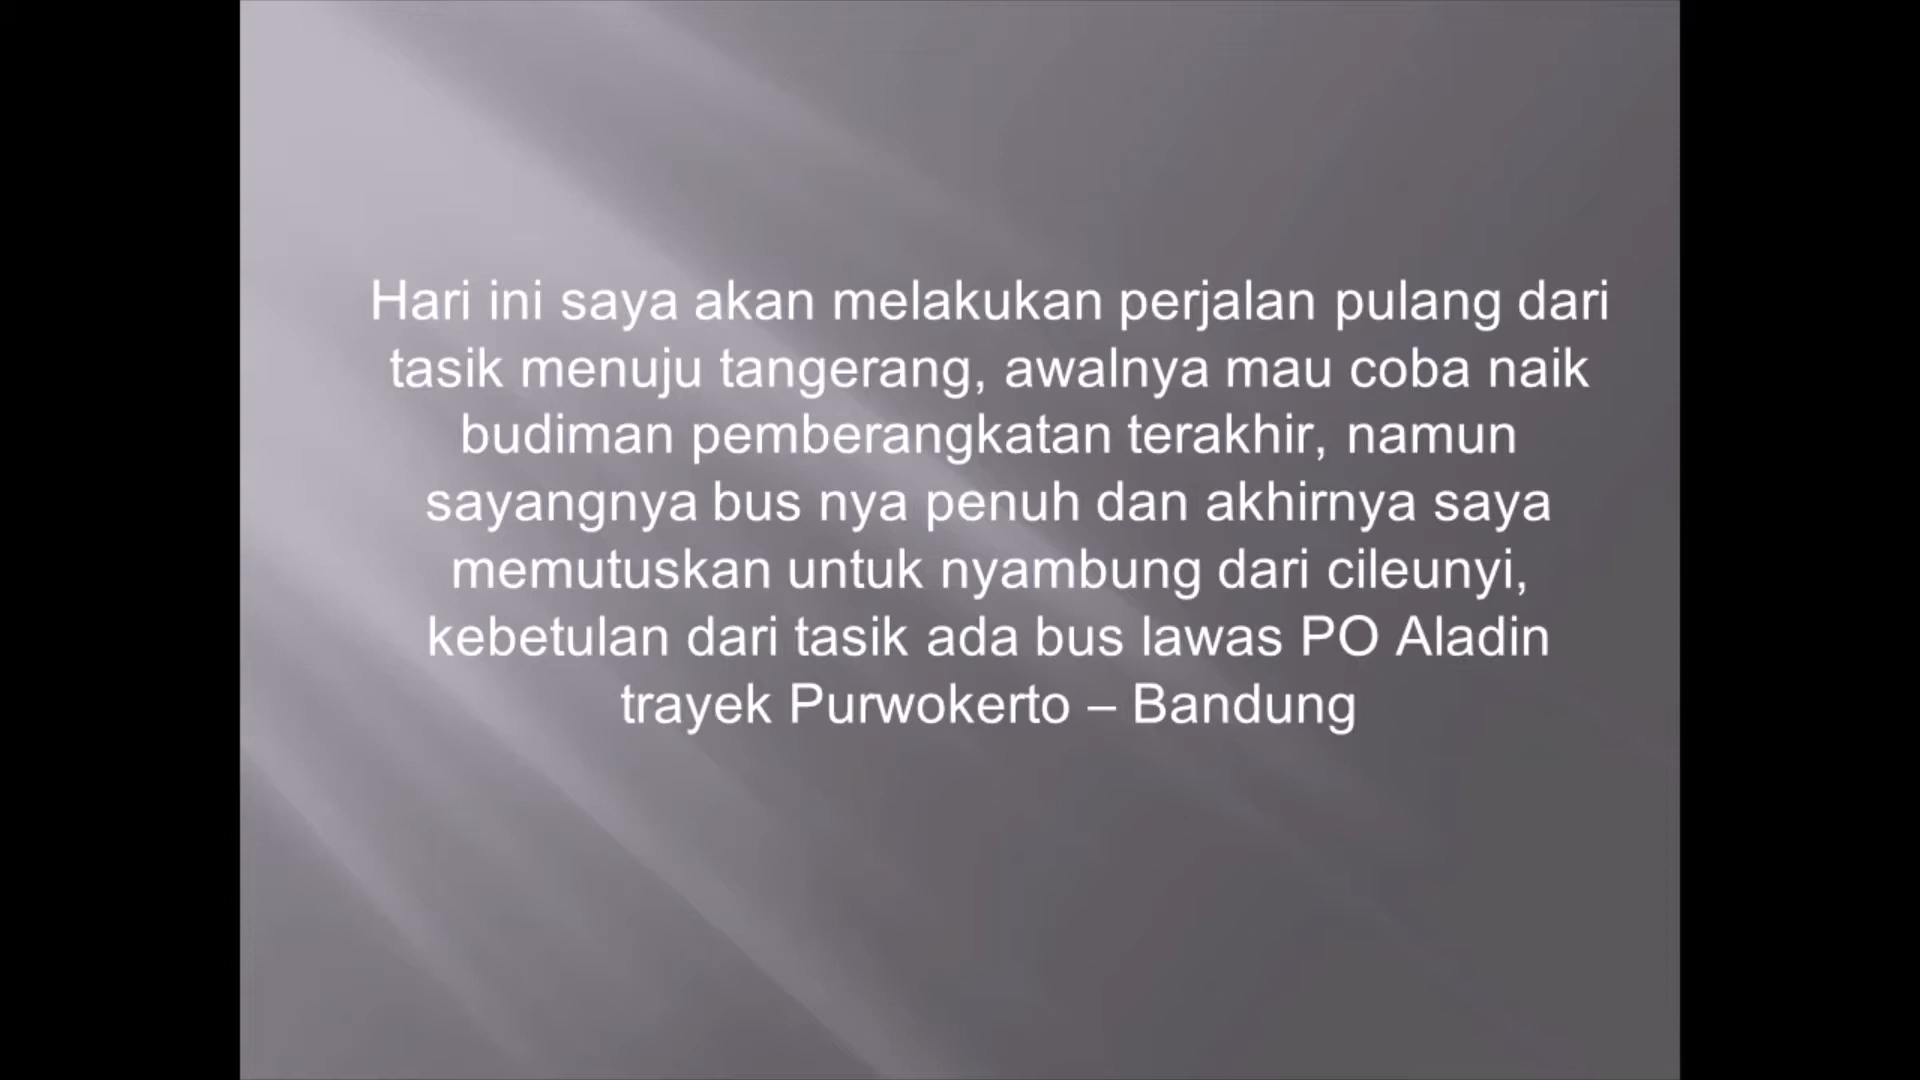 Hari ini saya akan melakukan perjalan pulang dari
tasik menuju tangerang, awalnya mau coba naik
budiman pemberangkatan terakhir, namun
sayangnya bus nya penuh dan akhirnya saya
memutuskan untuk nyambung dari cileunyi,
kebetulan dari tasik ada bus lawas PO Aladin
trayek Purwokerto – Bandung